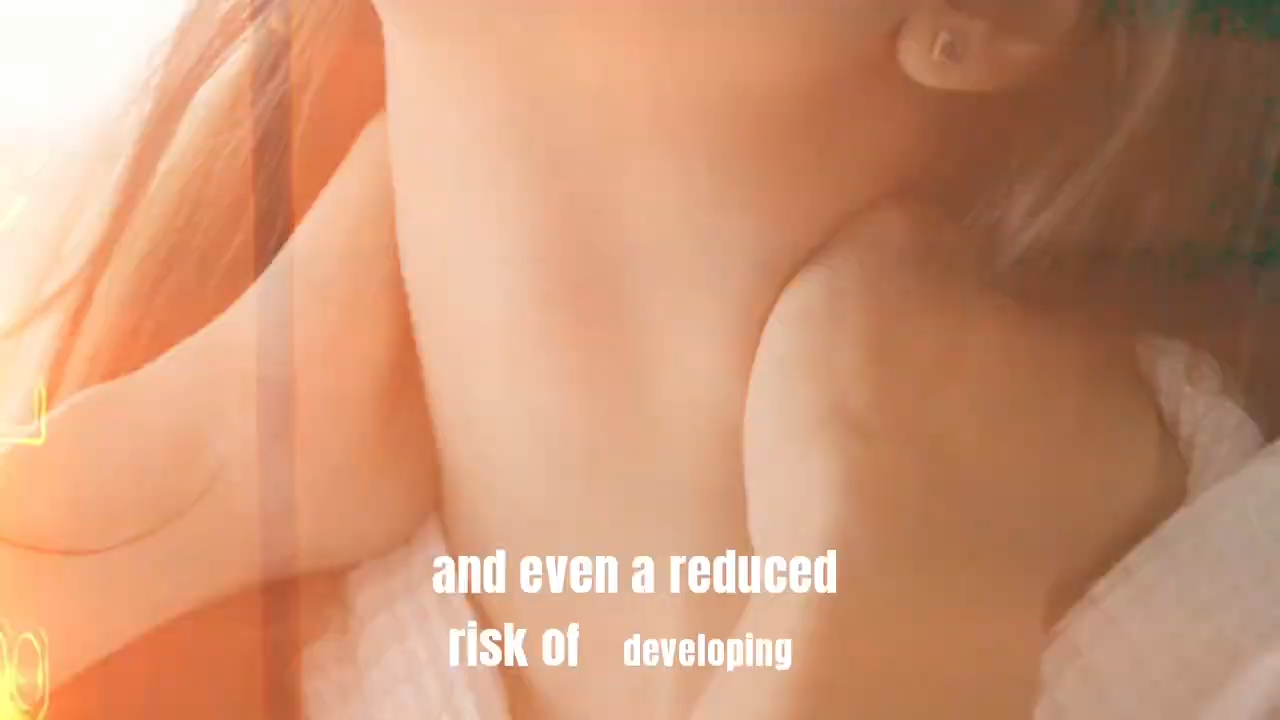 and even a reduced
risk of developing